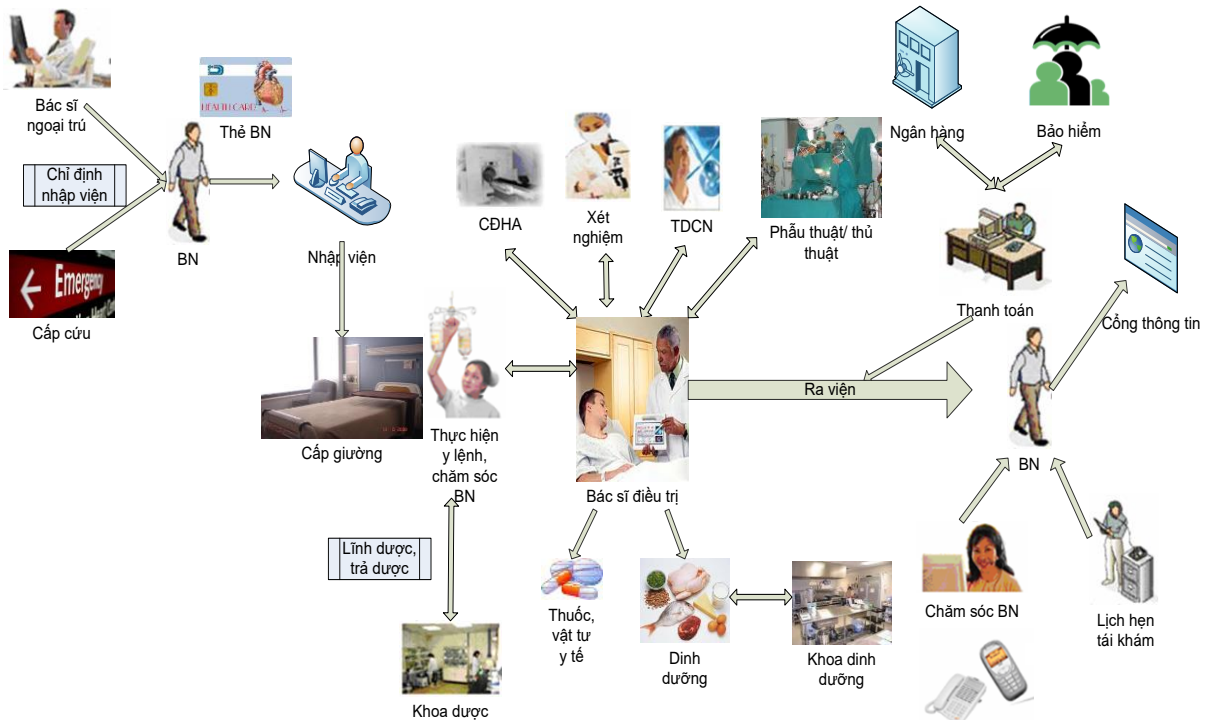 Bác sĩ
ngoại trú
HEALTH CARD
Thẻ BN
Chỉ định
nhập viện
BN
Nhập viện
Emergency
Cấp cứu
Cấp giường
Thực hiện
y lệnh,
chăm sóc
BN
Lĩnh dược,
trả dược
Khoa dược
CĐHA
Xét
nghiệm
TDCN
Phẫu thuật/ thủ
thuật
Bác sĩ điều trị
Thuốc,
vật tư
y tế
Dinh
dưỡng
Khoa dinh
dưỡng
Ngân hàng
Bảo hiểm
Thanh toán
Cổng thông tin
Ra viện
BN
Chăm sóc BN
Lịch hẹn
tái khám